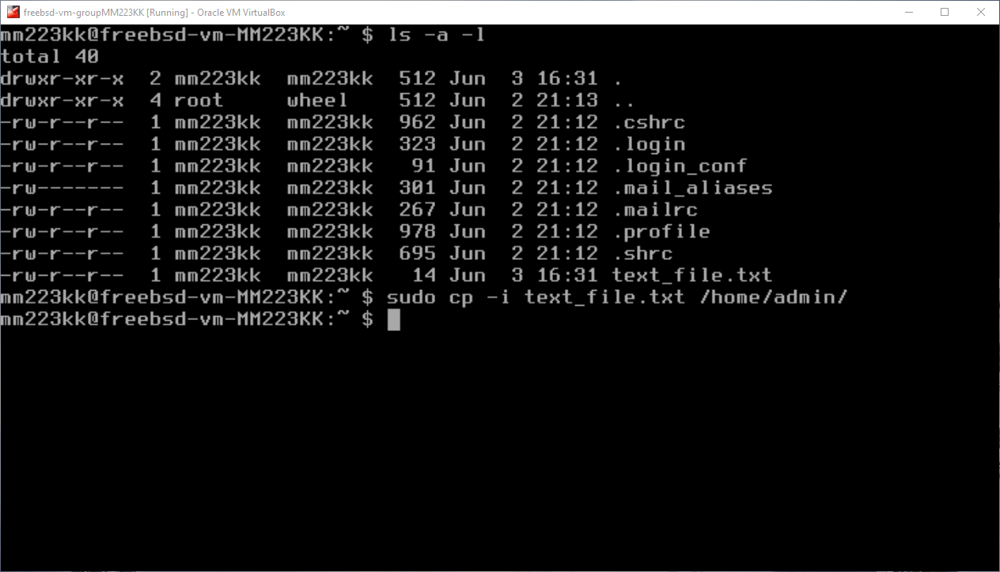 freebsd-vm-groupMM223KK [Running] - Oracle VM VirtualBox
mm223kk@freebsd-vm-MM223KK:~ $ ls -a -l
total 40
drwxr-xr-x  2 mm223kk  mm223kk  512 Jun  3 16:31 .
drwxr-xr-x  4 root     wheel    512 Jun  2 21:13 ..
-rw-r--r--  1 mm223kk  mm223kk  962 Jun  2 21:12 .cshrc
-rw-r--r--  1 mm223kk  mm223kk  323 Jun  2 21:12 .login
-rw-r--r--  1 mm223kk  mm223kk   91 Jun  2 21:12 .login_conf
-rw-------  1 mm223kk  mm223kk  301 Jun  2 21:12 .mail_aliases
-rw-r--r--  1 mm223kk  mm223kk  267 Jun  2 21:12 .mailrc
-rw-r--r--  1 mm223kk  mm223kk  978 Jun  2 21:12 .profile
-rw-r--r--  1 mm223kk  mm223kk  695 Jun  2 21:12 .shrc
-rw-r--r--  1 mm223kk  mm223kk   14 Jun  3 16:31 text_file.txt
mm223kk@freebsd-vm-MM223KK:~ $ sudo cp -i text_file.txt /home/admin/
mm223kk@freebsd-vm-MM223KK:~ $